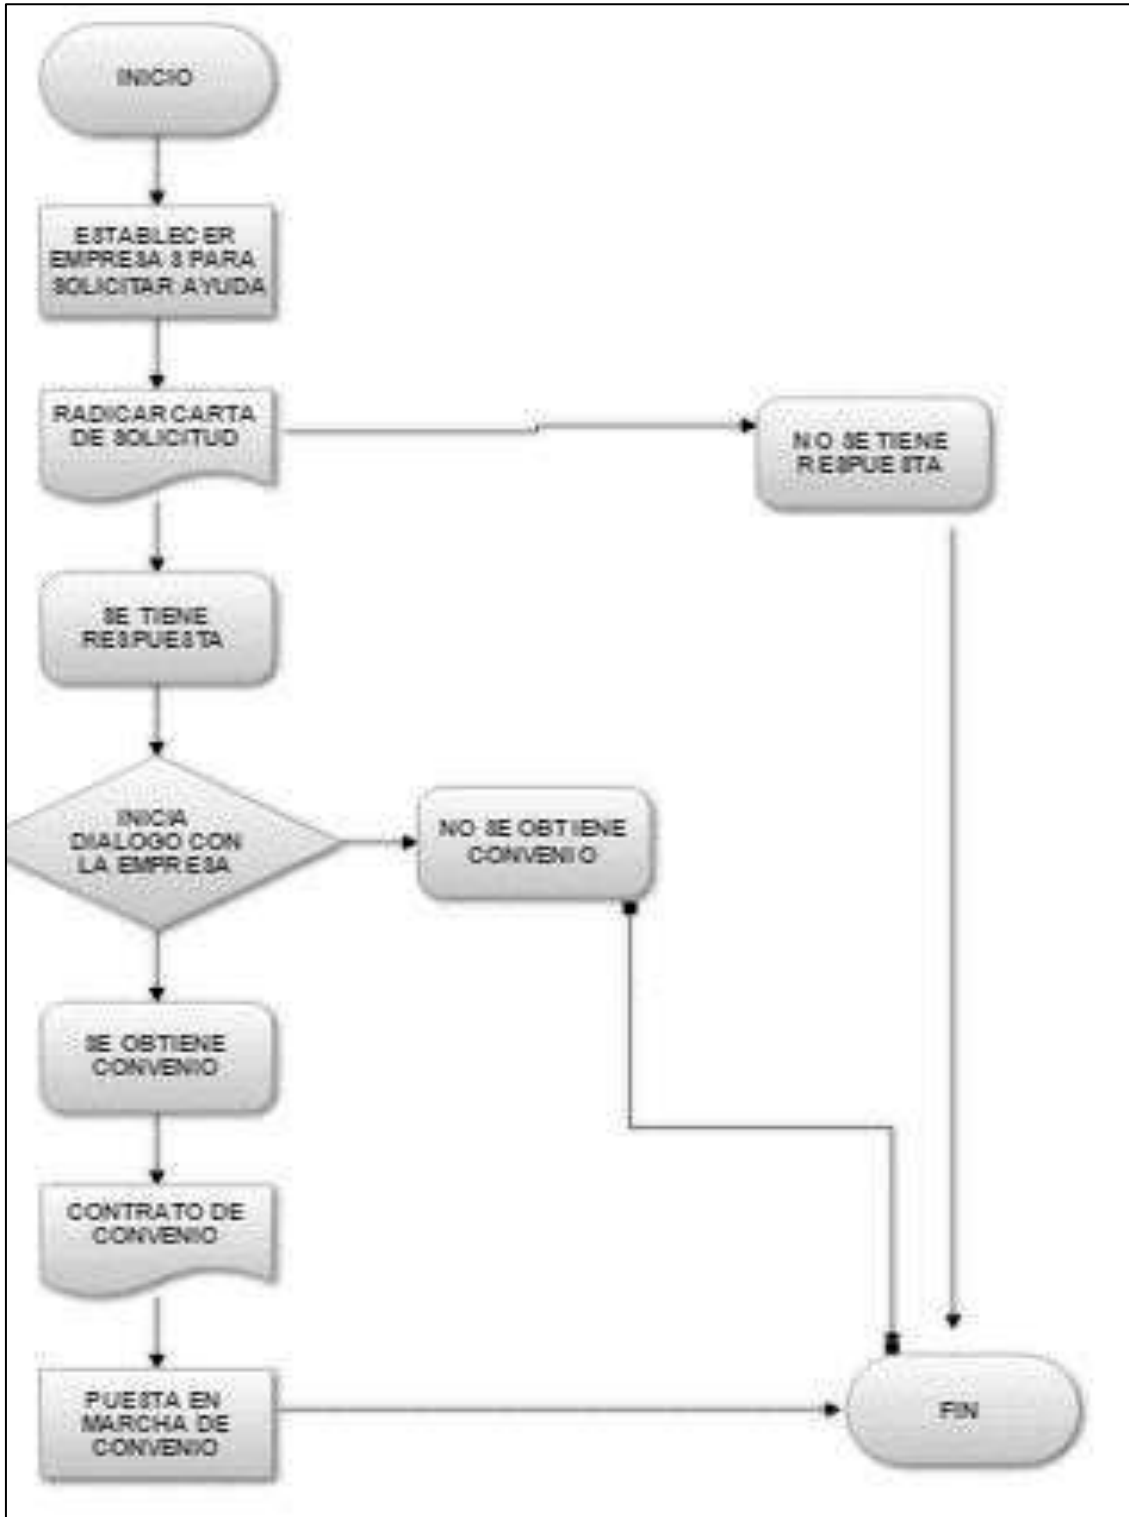 INICIO
ESTABLECER
EMPRESAS PARA
SOLICITAR AYUDA
RADICAR CARTA
DE SOLICITUD
NO SE TIENE
RESPUESTA
SE TIENE
RESPUESTA
INICIA
DIALOGO CON
LA EMPRESA
NO SE OBTIENE
CONVENIO
SE OBTIENE
CONVENIO
CONTRATO DE
CONVENIO
PUESTA EN
MARCHA DE
CONVENIO
FIN